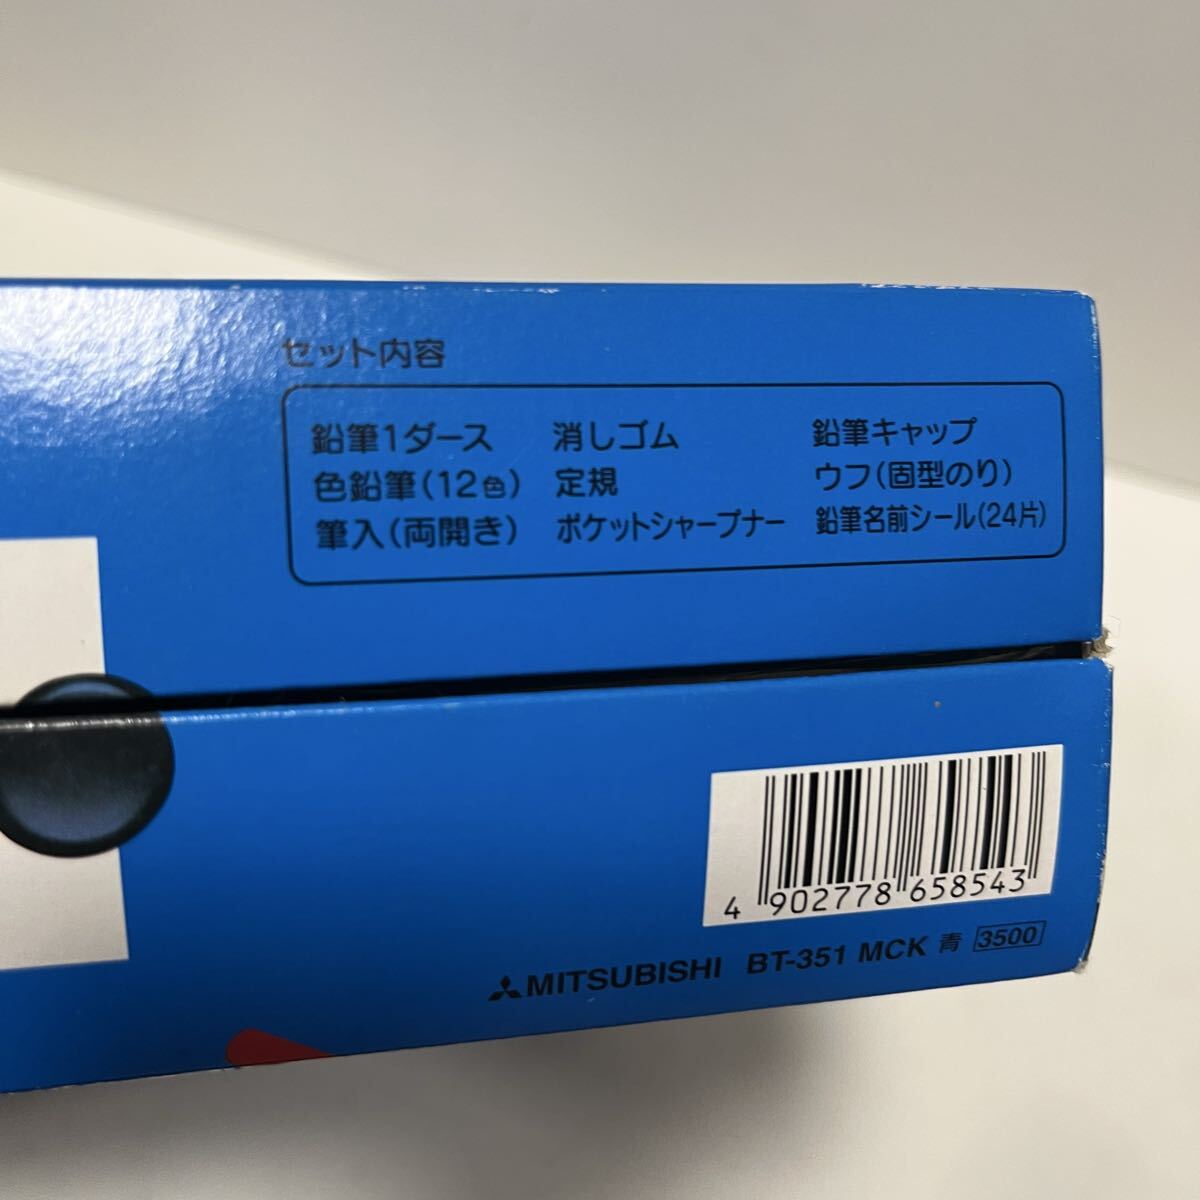 セット内容
鉛筆1ダース 消しゴム 鉛筆キャップ
色鉛筆(12色) 定規 ウフ(固型のり)
筆入(両開き) ポケットシャープナー 鉛筆名前シール(24片)
4 902778 658543
MITSUBISHI BT-351 MCK 青 3500